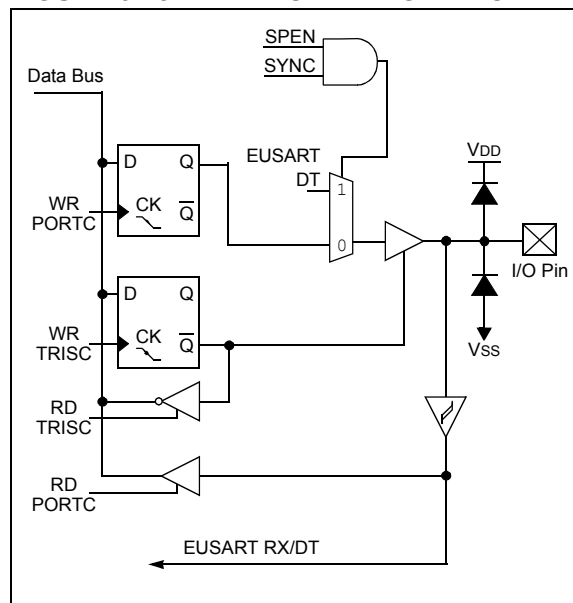 SPEN
SYNC
Data Bus
EUSART
DT
VDD
D Q
1
WR
PORTC
CK
Q
0
I/O Pin
D Q
VSS
WR
TRISC
CK
Q
RD
TRISC
RD
PORTC
EUSART RX/DT